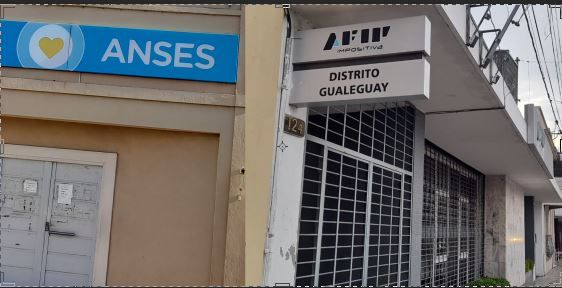 ANSES
AFIP
IMPOSITIVA
DISTRITO
GUALEGUAY
124